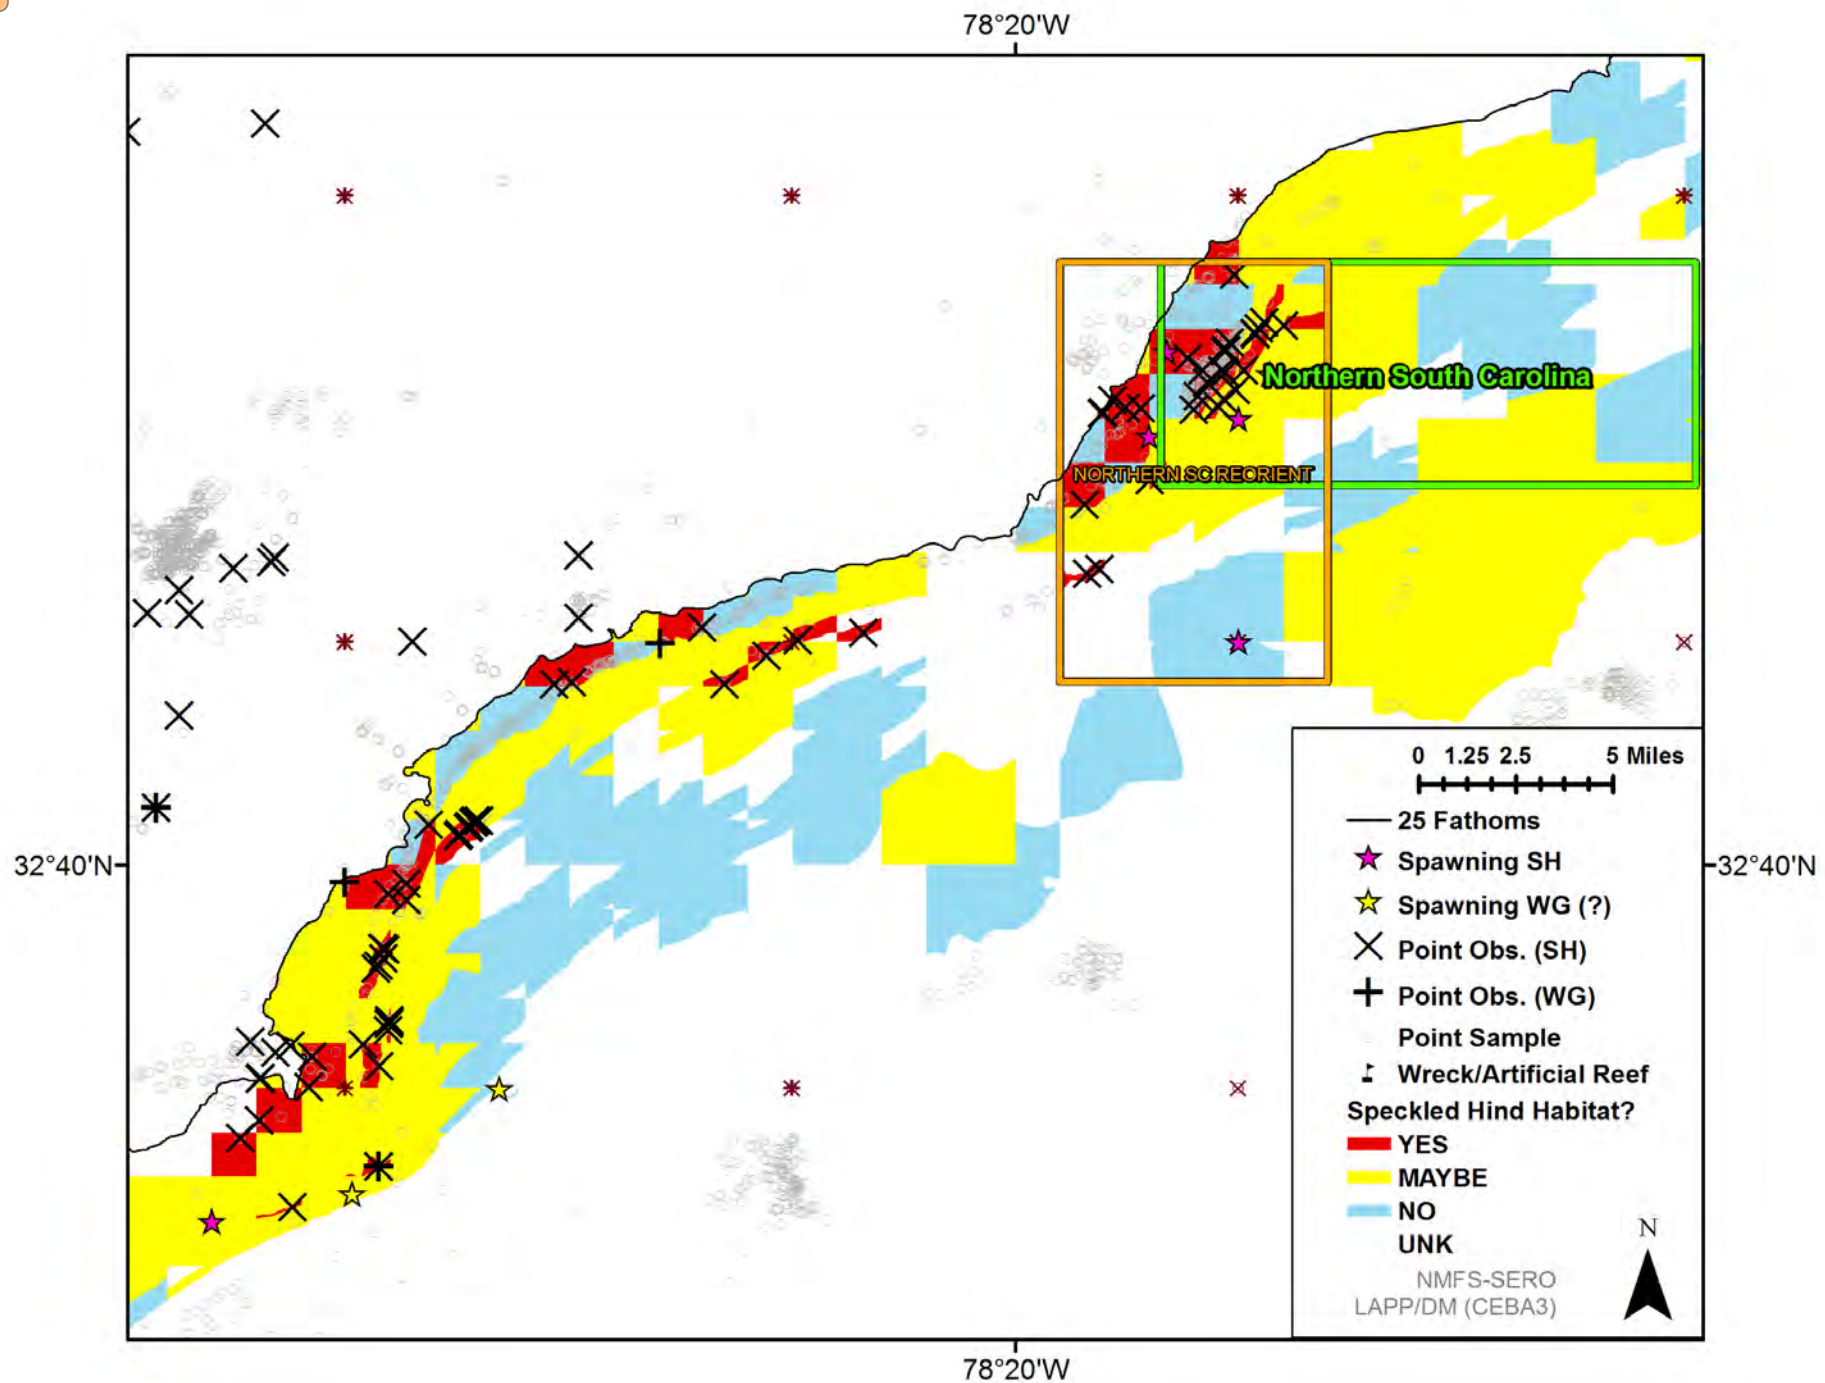 78°20'W
Northern South Carolina
NORTHERN SC REORIENT
0 1.25 2.5 5 Miles
25 Fathoms
32°40'N
32°40'N
Spawning SH
Spawning WG (?)
Point Obs. (SH)
Point Obs. (WG)
Point Sample
Wreck/Artificial Reef
Speckled Hind Habitat?
YES
MAYBE
NO
UNK
N
NMFS-SERO
LAPP/DM (CEBA3)
78°20'W